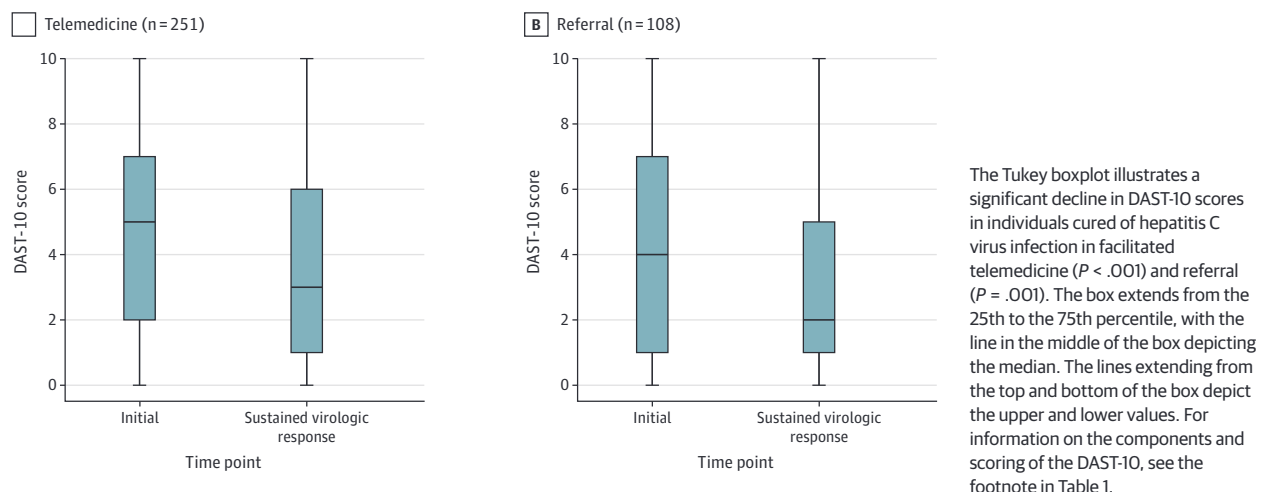 Telemedicine (n = 251)
10
8
6
4
2
0
DAST-10 score
Initial
Sustained virologic
response
Time point
B Referral (n = 108)
10
8
6
4
2
0
DAST-10 score
Initial
Sustained virologic
response
Time point
The Tukey boxplot illustrates a
significant decline in DAST-10 scores
in individuals cured of hepatitis C
virus infection in facilitated
telemedicine (P < .001) and referral
(P = .001). The box extends from the
25th to the 75th percentile, with the
line in the middle of the box depicting
the median. The lines extending from
the top and bottom of the box depict
the upper and lower values. For
information on the components and
scoring of the DAST-10, see the
footnote in Table 1.